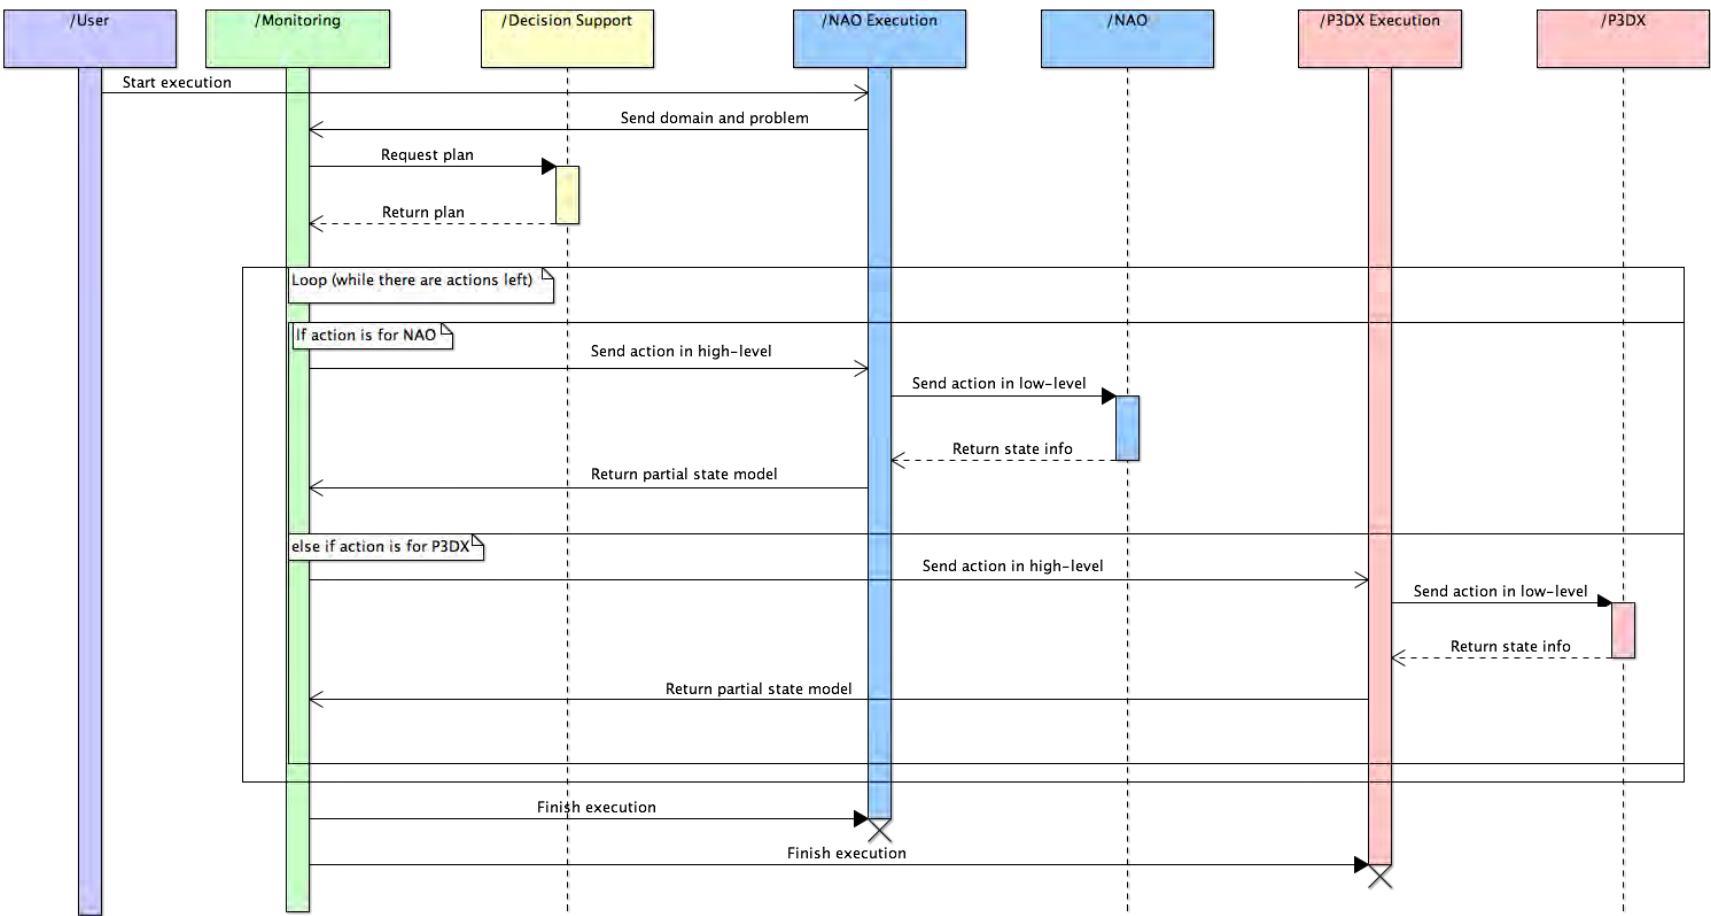 /User
/Monitoring
/Decision Support
/NAO Execution
/NAO
/P3DX Execution
/P3DX
Start execution
Send domain and problem
Request plan
Return plan
Loop (while there are actions left)
If action is for NAO
Send action in high-level
Send action in low-level
Return state info
Return partial state model
else if action is for P3DX
Send action in high-level
Send action in low-level
Return state info
Return partial state model
Finish execution
Finish execution